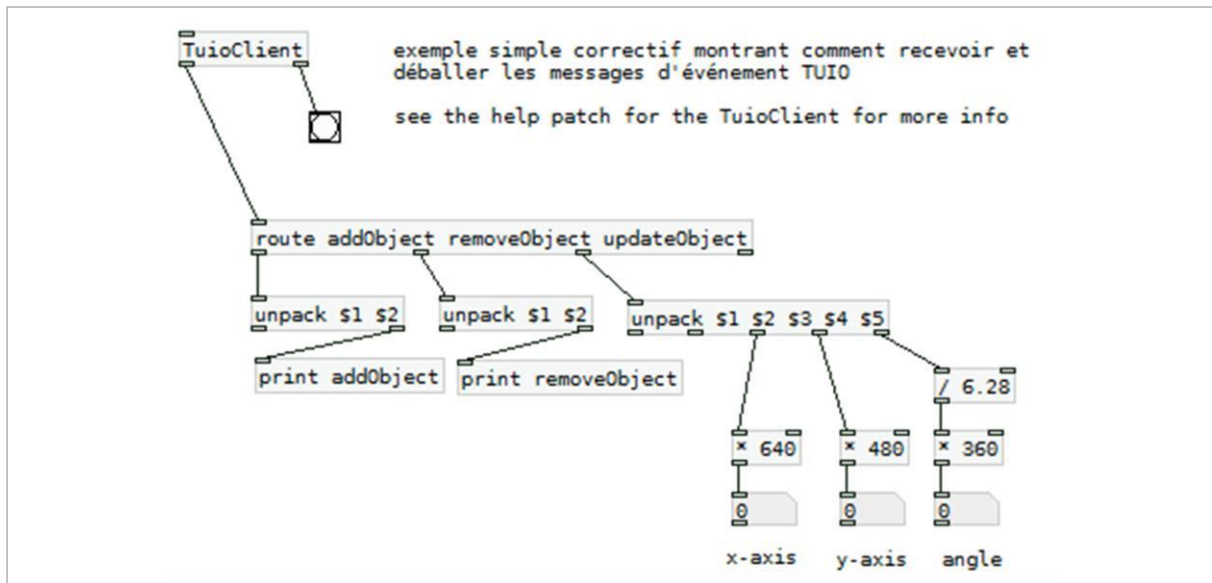 TuioClient
exemple simple correctif montrant comment recevoir et
déballer les messages d'événement TUIO
see the help patch for the TuioClient for more info
route addObject removeObject updateObject
unpack $1 $2
unpack $1 $2
unpack $1 $2 $3 $4 $5
print addObject
print removeObject
/ 6.28
* 640
* 480
* 360
0
0
0
x-axis
y-axis
angle